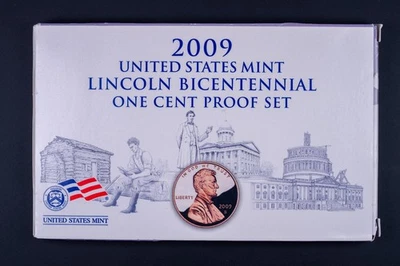 2009
UNITED STATES MINT
LINCOLN BICENTENNIAL
ONE CENT PROOF SET
LIBERTY
2009
S
UNITED STATES MINT